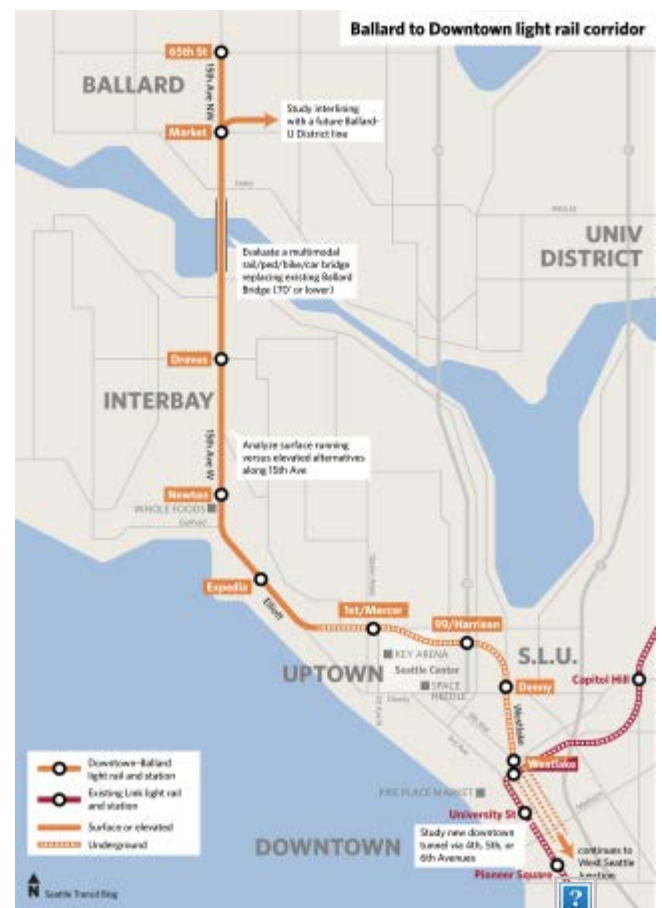 Ballard to Downtown light rail corridor
65th St
15th Ave NW
BALLARD
Study interlining
with a future Ballard-
U District line
Market
UNIV
DISTRICT
Evaluate a multimodal
rail/ped/bike/car bridge
replacing existing Ballard
Bridge (70' or lower)
Dravus
INTERBAY
15th Ave W
Analyze surface running
versus elevated alternatives
along 15th Ave
Newton
WHOLE FOODS
Expedia
Elliott
1st/Mercer
99/Harrison
KEY ARENA
S.L.U.
UPTOWN
Seattle Center
Capitol Hill
SPACE
NEEDLE
Denny
Westlake
Westlake
PIKE PLACE MARKET
University St
DOWNTOWN
Study new downtown
tunnel via 4th, 5th, or
6th Avenues
continues to
West Seattle
Junction
Pioneer Square
Downtown-Ballard
light rail and station
Existing Link light rail
and station
Surface or elevated
Underground
N
Seattle Transit Blog
?